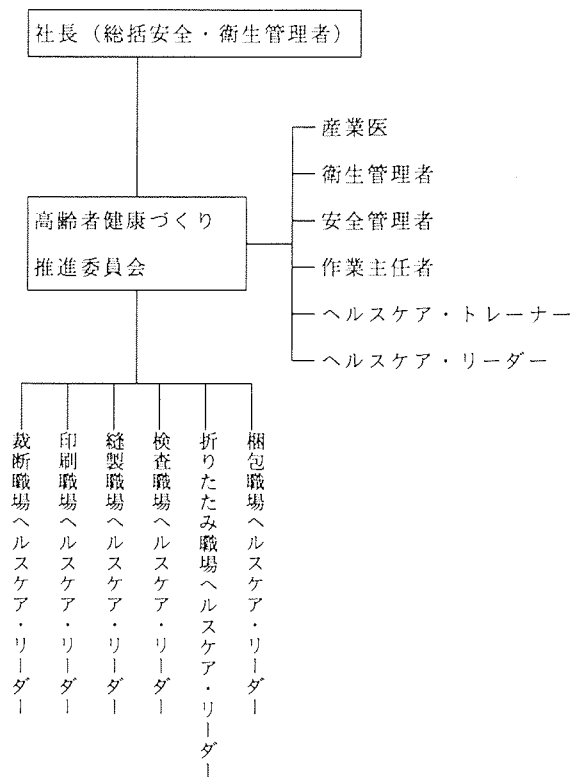 社長（総括安全・衛生管理者）
産業医
衛生管理者
安全管理者
作業主任者
ヘルスケア・トレーナー
ヘルスケア・リーダー
高齢者健康づくり
推進委員会
裁断職場ヘルスケア・リーダー
印刷職場ヘルスケア・リーダー
縫製職場ヘルスケア・リーダー
検査職場ヘルスケア・リーダー
折りたたみ職場ヘルスケア・リーダー
梱包職場ヘルスケア・リーダー